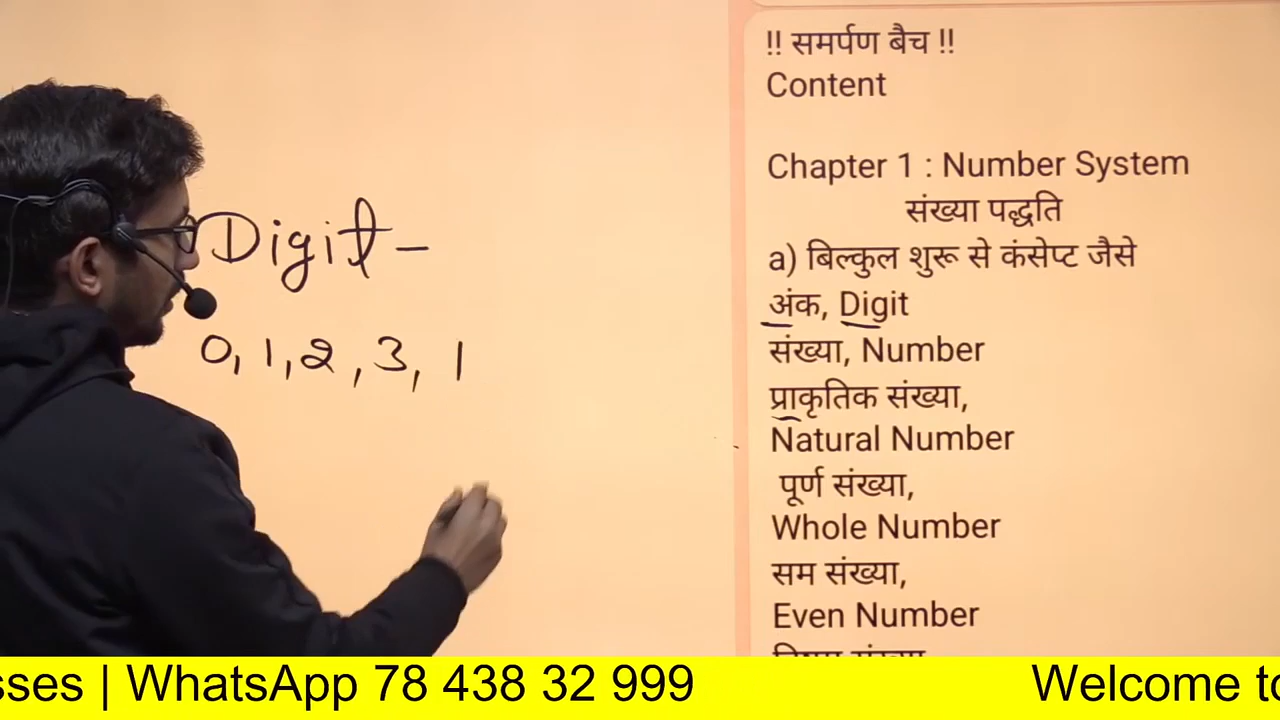 Digit -
0, 1, 2, 3, 1
!! समर्पण बैच !!
Content
Chapter 1 : Number System
संख्या पद्धति
a) बिल्कुल शुरू से कंसेप्ट जैसे
अंक, Digit
संख्या, Number
प्राकृतिक संख्या,
Natural Number
पूर्ण संख्या,
Whole Number
सम संख्या,
Even Number
sses | WhatsApp 78 438 32 999 Welcome to